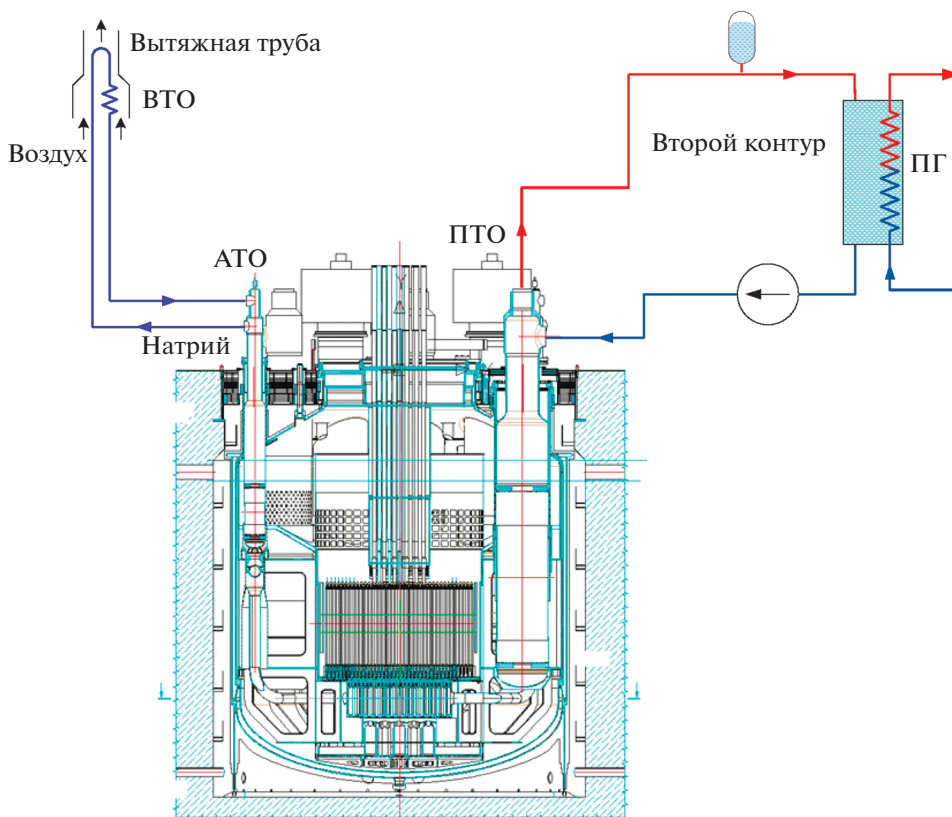 Вытяжная труба
ВТО
Воздух
Второй контур
ПГ
ПТО
АТО
Натрий